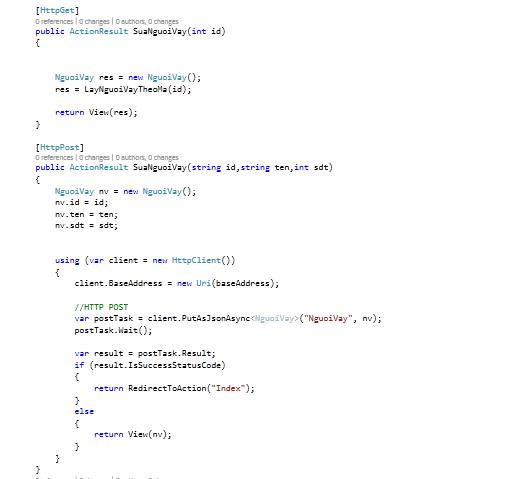 [HttpGet]
0 references | 0 changes | 0 authors, 0 changes
public ActionResult SuaNguoiVay(int id)
{
NguoiVay res = new NguoiVay();
res = LayNguoiVayTheoMa(id);
return View(res);
}
[HttpPost]
0 references | 0 changes | 0 authors, 0 changes
public ActionResult SuaNguoiVay(string id,string ten,int sdt)
{
NguoiVay nv = new NguoiVay();
nv.id = id;
nv.ten = ten;
nv.sdt = sdt;
using (var client = new HttpClient())
{
client.BaseAddress = new Uri(baseAddress);
//HTTP POST
var postTask = client.PutAsJsonAsync<NguoiVay>("NguoiVay", nv);
postTask.Wait();
var result = postTask.Result;
if (result.IsSuccessStatusCode)
{
return RedirectToAction("Index");
}
else
{
return View(nv);
}
}
}